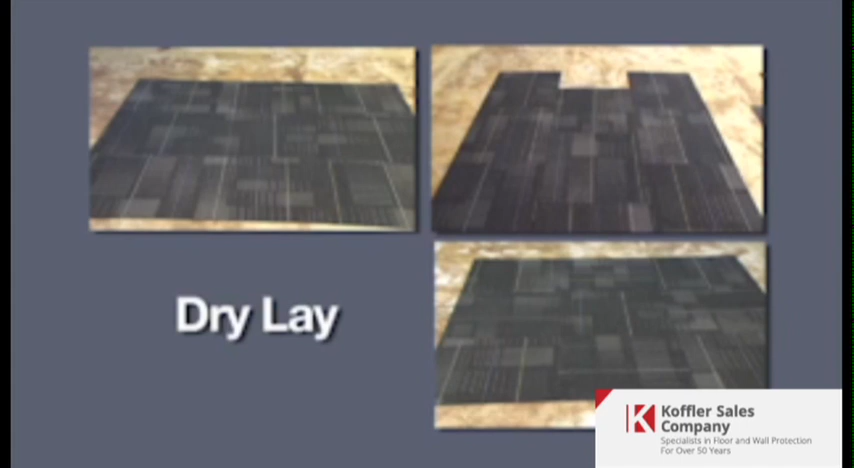 Dry Lay
Koffler Sales
Company
Specialists in Floor and Wall Protection
For Over 50 Years